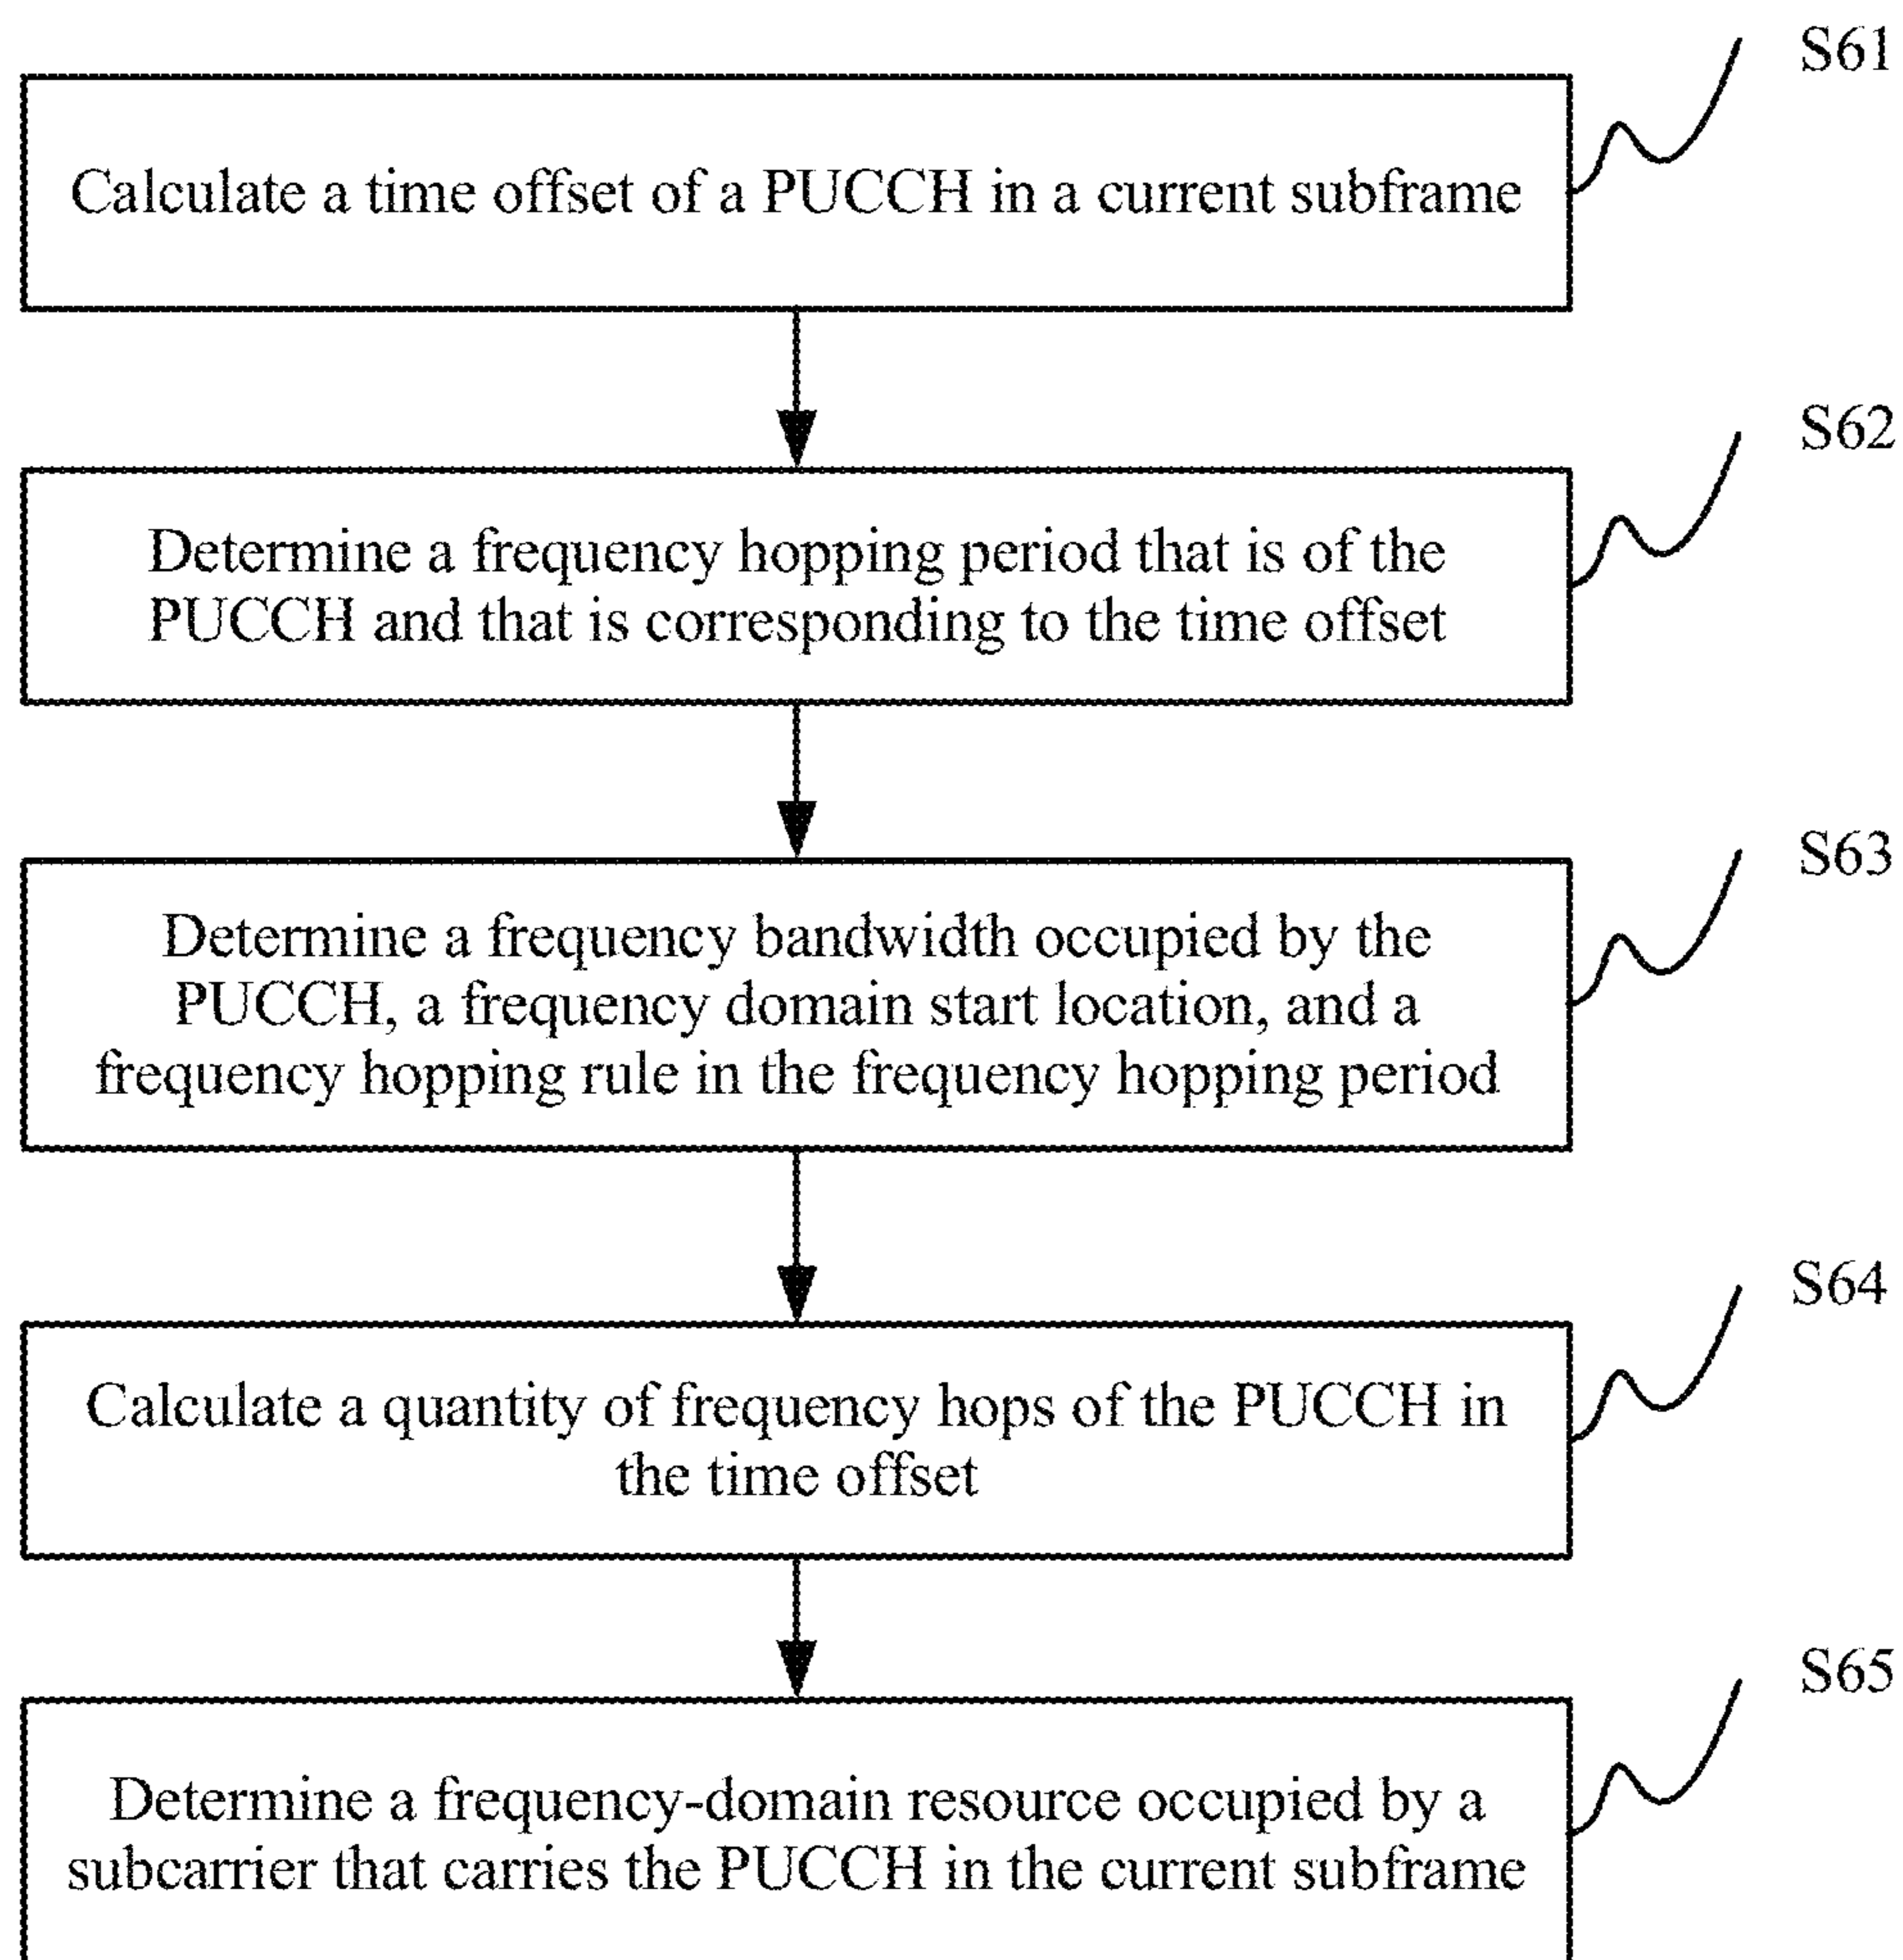 S61
Calculate a time offset of a PUCCH in a current subframe
S62
Determine a frequency hopping period that is of the
PUCCH and that is corresponding to the time offset
S63
Determine a frequency bandwidth occupied by the
PUCCH, a frequency domain start location, and a
frequency hopping rule in the frequency hopping period
S64
Calculate a quantity of frequency hops of the PUCCH in
the time offset
S65
Determine a frequency-domain resource occupied by a
subcarrier that carries the PUCCH in the current subframe